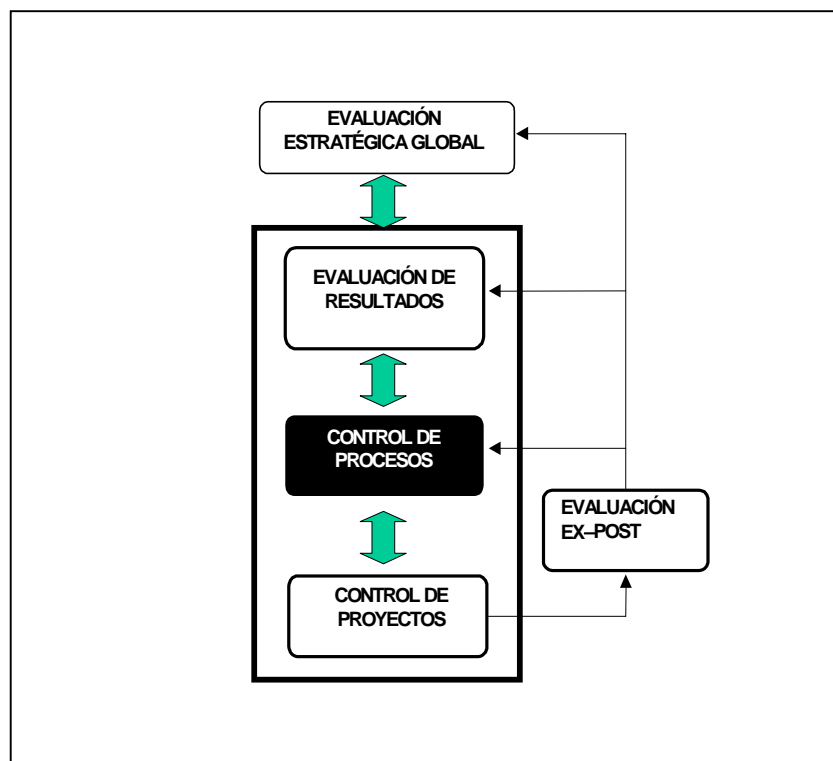 EVALUACIÓN
ESTRATÉGICA GLOBAL
EVALUACIÓN DE
RESULTADOS
CONTROL DE
PROCESOS
EVALUACIÓN
EX–POST
CONTROL DE
PROYECTOS